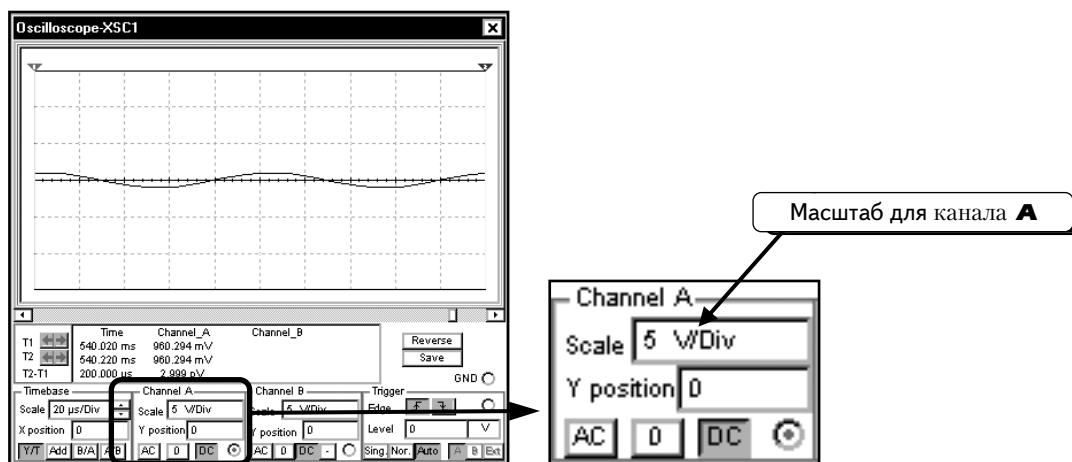 Oscilloscope-XSC1
Time Channel_A Channel_B
T1 540.020 ms 960.294 mV
T2 540.220 ms 960.294 mV
T2-T1 200.000 µs 2.999 pV
Reverse
Save
GND
Timebase
Scale 20 µs/Div
X position 0
Y/T Add B/A A/B
Channel A
Scale 5 V/Div
Y position 0
AC 0 DC
Channel B
Scale 5 V/Div
Y position 0
AC 0 DC -
Trigger
Edge
Level 0 V
Sing. Nor. Auto A B Ext
Масштаб для канала A
Channel A
Scale 5 V/Div
Y position 0
AC 0 DC